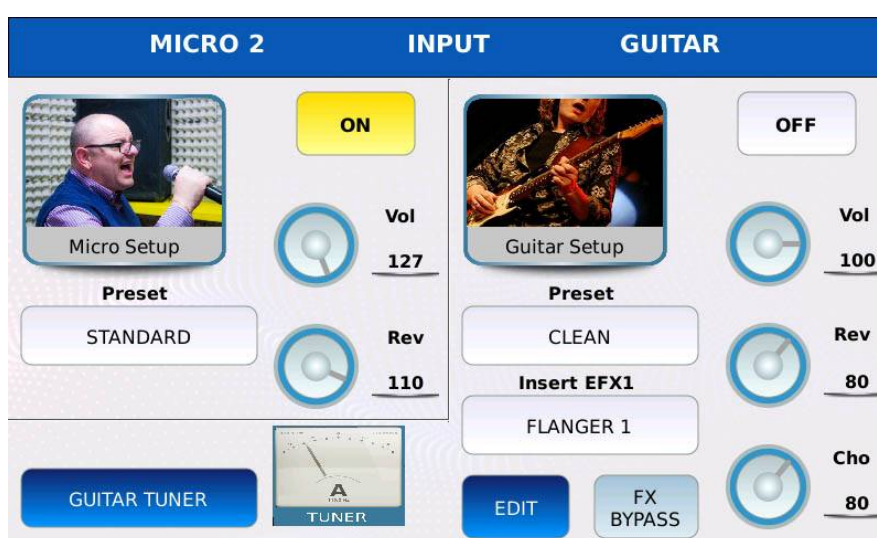 MICRO 2 INPUT GUITAR
ON
Micro Setup
Vol
127
Preset
STANDARD
Rev
110
GUITAR TUNER
A
TUNER
OFF
Guitar Setup
Vol
100
Preset
CLEAN
Rev
80
Insert EFX1
FLANGER 1
Cho
80
EDIT
FX
BYPASS